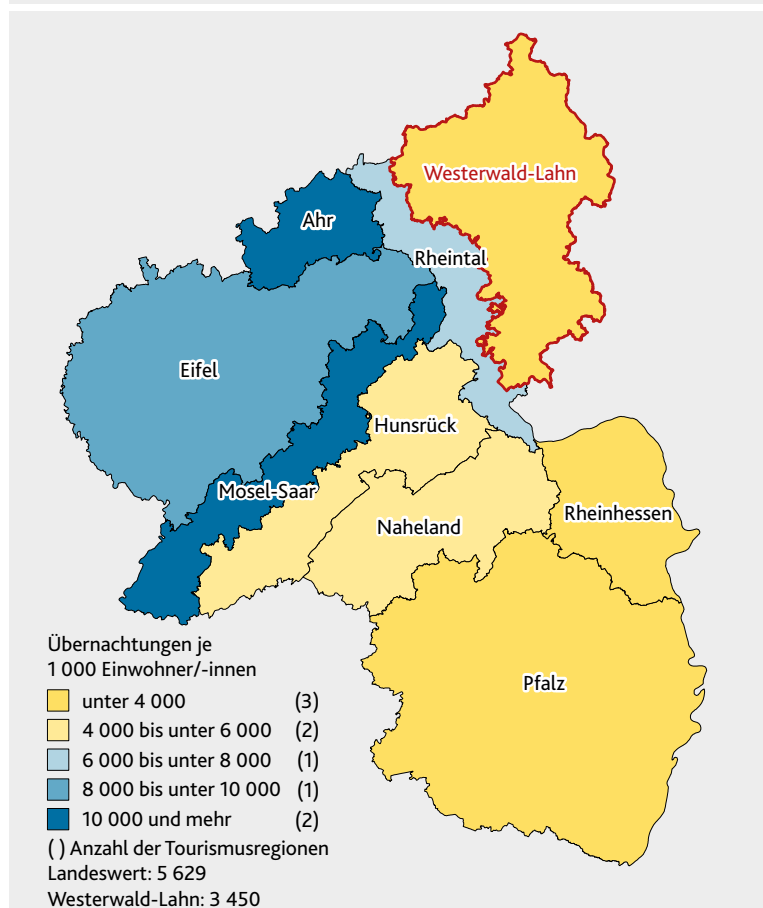 Westerwald-Lahn
Ahr
Rheintal
Eifel
Hunsrück
Mosel-Saar
Rheinhessen
Naheland
Pfalz
Übernachtungen je
1 000 Einwohner/-innen
unter 4 000 (3)
4 000 bis unter 6 000 (2)
6 000 bis unter 8 000 (1)
8 000 bis unter 10 000 (1)
10 000 und mehr (2)
( ) Anzahl der Tourismusregionen
Landeswert: 5 629
Westerwald-Lahn: 3 450